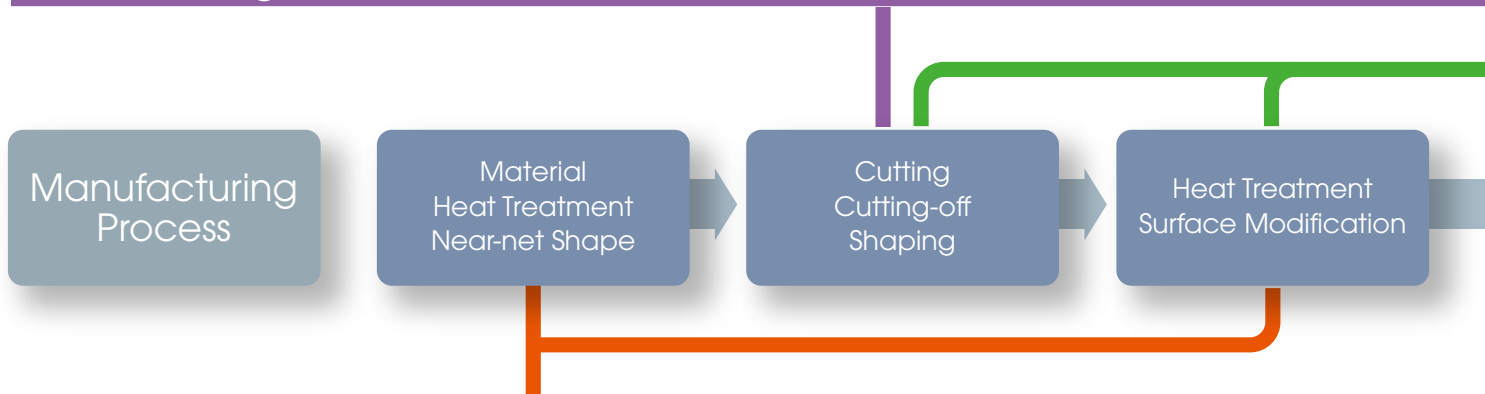 Manufacturing
Process
Material
Heat Treatment
Near-net Shape
Cutting
Cutting-off
Shaping
Heat Treatment
Surface Modification